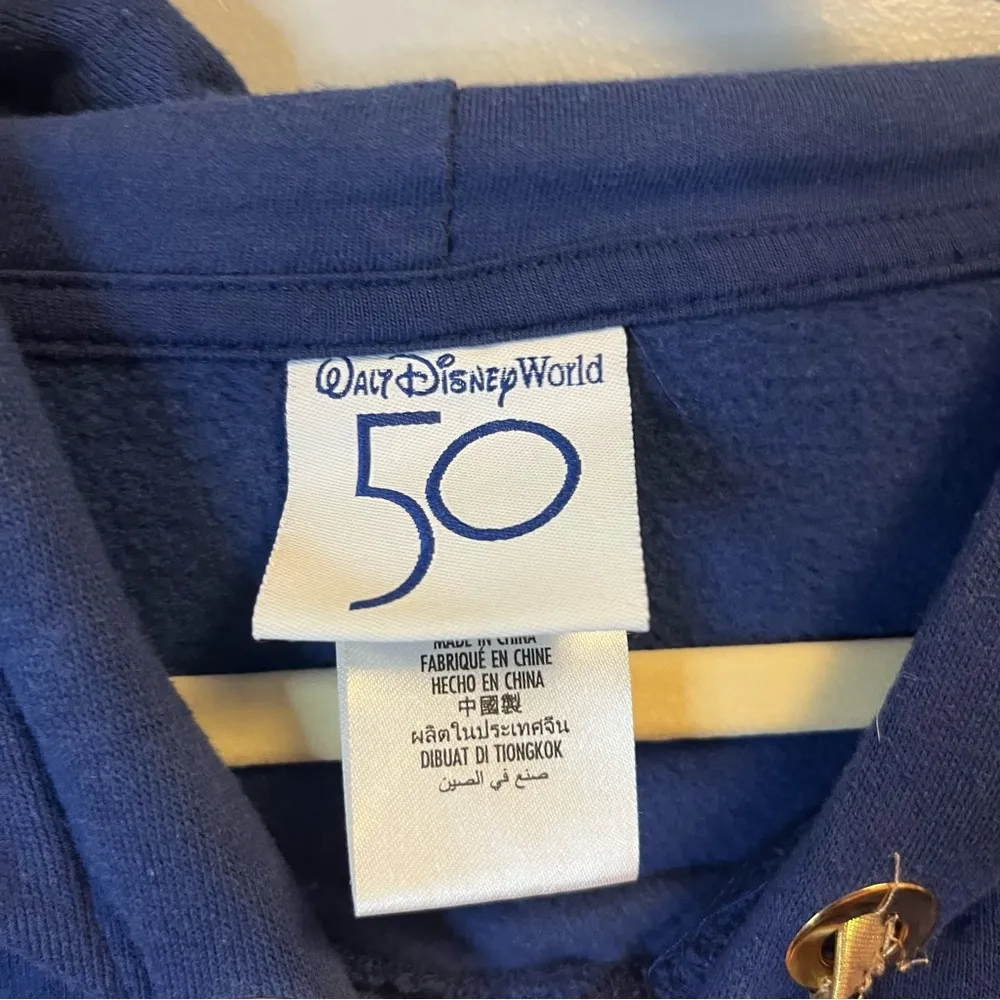 WALT DISNEY World
50
MADE IN CHINA
FABRIQUÉ EN CHINE
HECHO EN CHINA
中國製
ผลิตในประเทศจีน
DIBUAT DI TIONGKOK
صنع في الصين